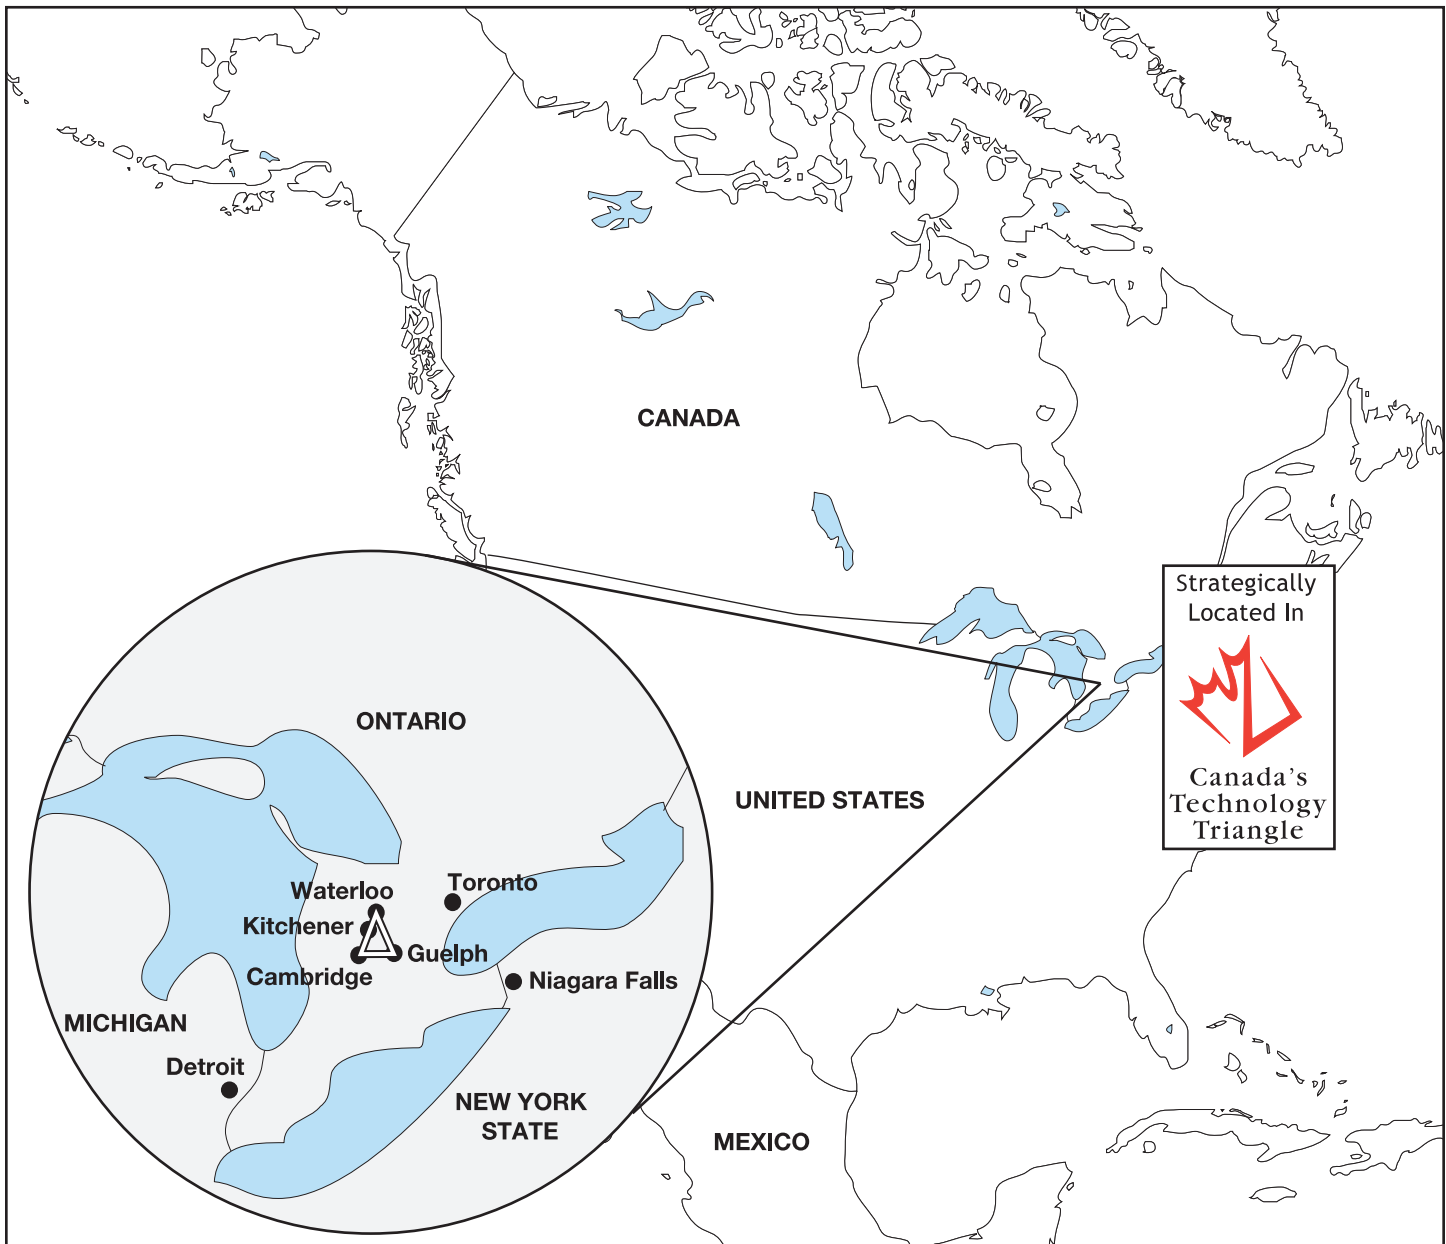 CANADA
Strategically
Located In
Canada's
Technology
Triangle
UNITED STATES
MEXICO
ONTARIO
Waterloo
Toronto
Kitchener
Guelph
Cambridge
Niagara Falls
MICHIGAN
Detroit
NEW YORK
STATE